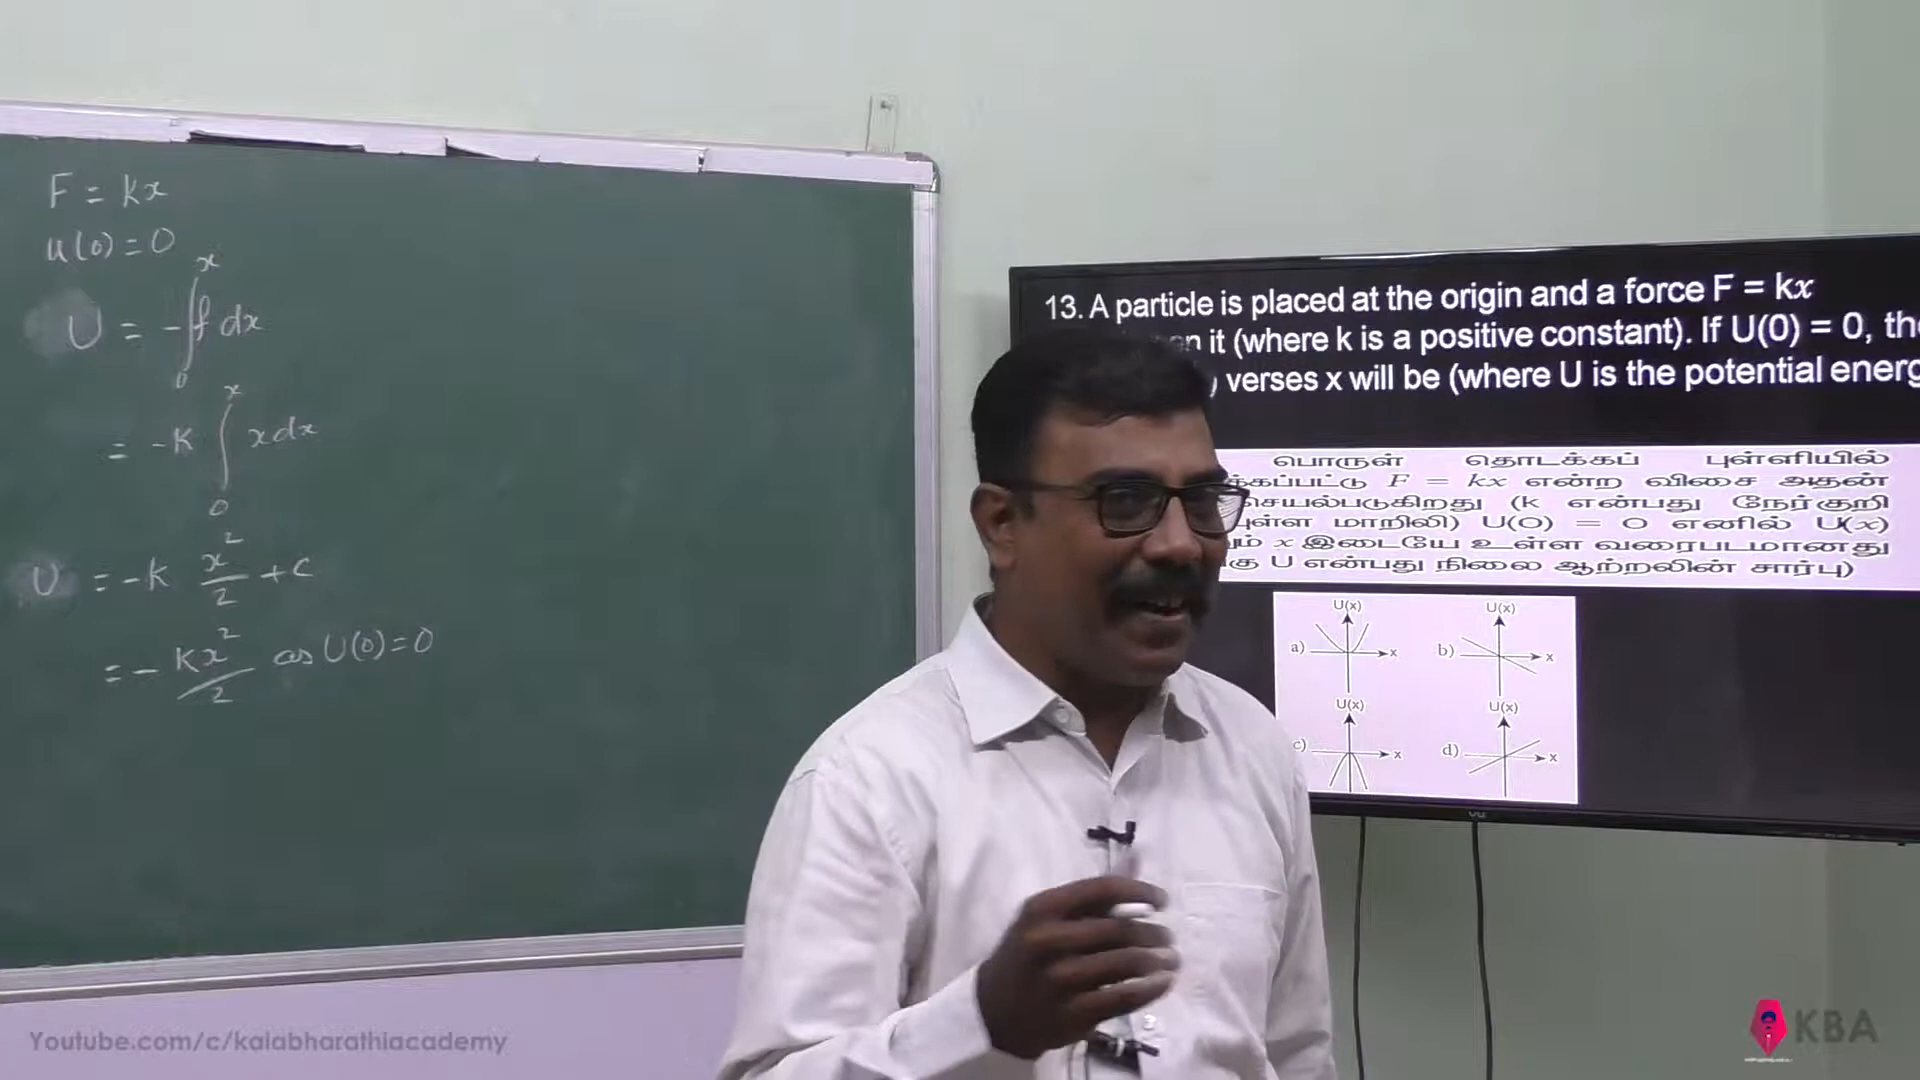 F = kx
u(0) = 0
U = -∫₀ˣ f dx
= -K ∫₀ˣ x dx
U = -K x²/2 + c
= - Kx²/2 as U(0) = 0
13. A particle is placed at the origin and a force F = kx
it (where k is a positive constant). If U(0) = 0, the
verses x will be (where U is the potential energ
பொருள் தொடக்கப் புள்ளியில்
F = kx என்ற விசை அதன்
செயல்படுகிறது (k என்பது நேர்குறி
மாறிலி) U(0) = 0 எனில் U(x)
x இடையே உள்ள வரைபடமானது
U என்பது நிலை ஆற்றலின் சார்பு)
U(x) U(x)
a) x b) x
U(x) U(x)
c) x d) x
Youtube.com/c/kalabharathiacademy
KBA